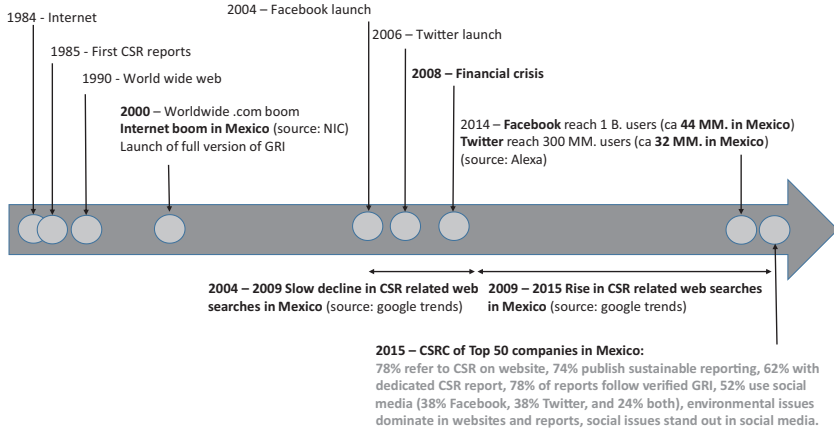 1984 - Internet
1985 - First CSR reports
1990 - World wide web
2000 – Worldwide .com boom
Internet boom in Mexico (source: NIC)
Launch of full version of GRI
2004 – Facebook launch
2006 – Twitter launch
2008 – Financial crisis
2014 – Facebook reach 1 B. users (ca 44 MM. in Mexico)
Twitter reach 300 MM. users (ca 32 MM. in Mexico)
(source: Alexa)
2004 – 2009 Slow decline in CSR related web
searches in Mexico (source: google trends)
2009 – 2015 Rise in CSR related web searches
in Mexico (source: google trends)
2015 – CSRC of Top 50 companies in Mexico:
78% refer to CSR on website, 74% publish sustainable reporting, 62% with
dedicated CSR report, 78% of reports follow verified GRI, 52% use social
media (38% Facebook, 38% Twitter, and 24% both), environmental issues
dominate in websites and reports, social issues stand out in social media.